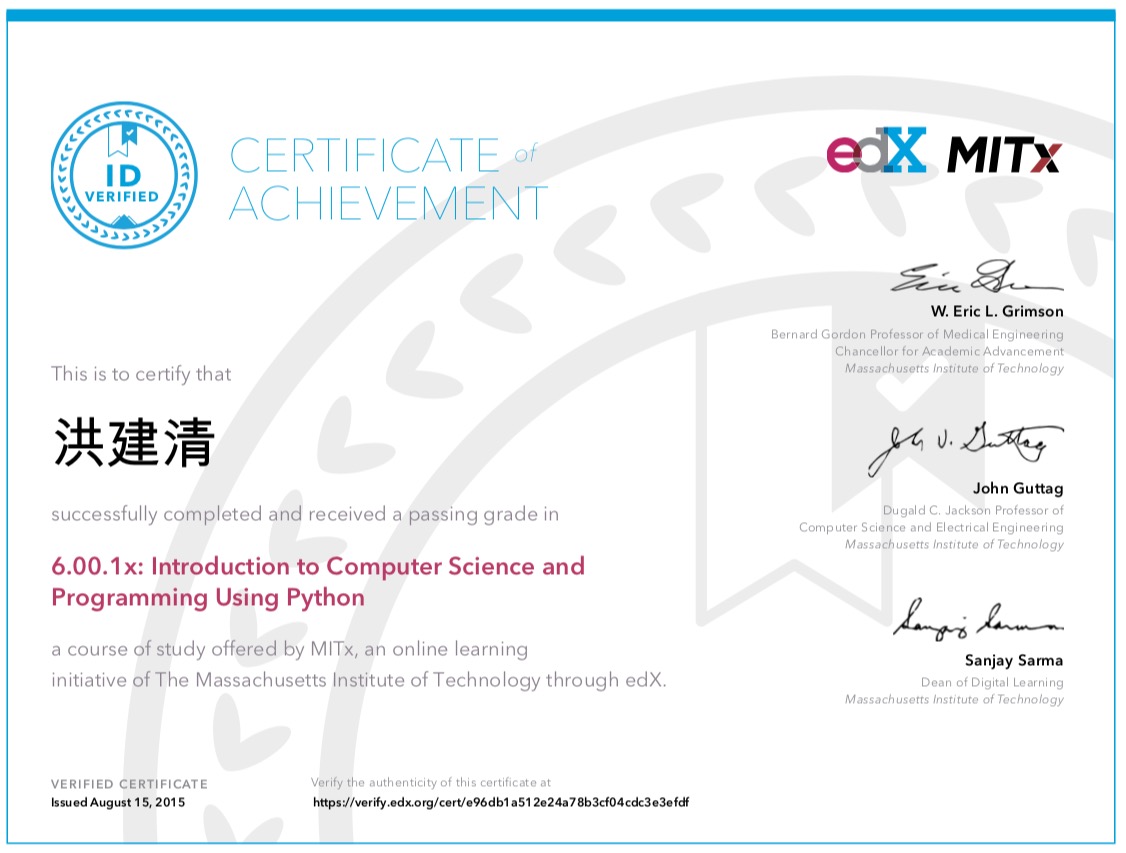 ID
VERIFIED
CERTIFICATE of
ACHIEVEMENT
edX MITx
This is to certify that
洪建清
successfully completed and received a passing grade in
6.00.1x: Introduction to Computer Science and
Programming Using Python
a course of study offered by MITx, an online learning
initiative of The Massachusetts Institute of Technology through edX.
W. Eric L. Grimson
Bernard Gordon Professor of Medical Engineering
Chancellor for Academic Advancement
Massachusetts Institute of Technology
John V. Guttag
John Guttag
Dugald C. Jackson Professor of
Computer Science and Electrical Engineering
Massachusetts Institute of Technology
Sanjay Sarma
Sanjay Sarma
Dean of Digital Learning
Massachusetts Institute of Technology
VERIFIED CERTIFICATE
Issued August 15, 2015
Verify the authenticity of this certificate at
https://verify.edx.org/cert/e96db1a512e24a78b3cf04cdc3e3efdf